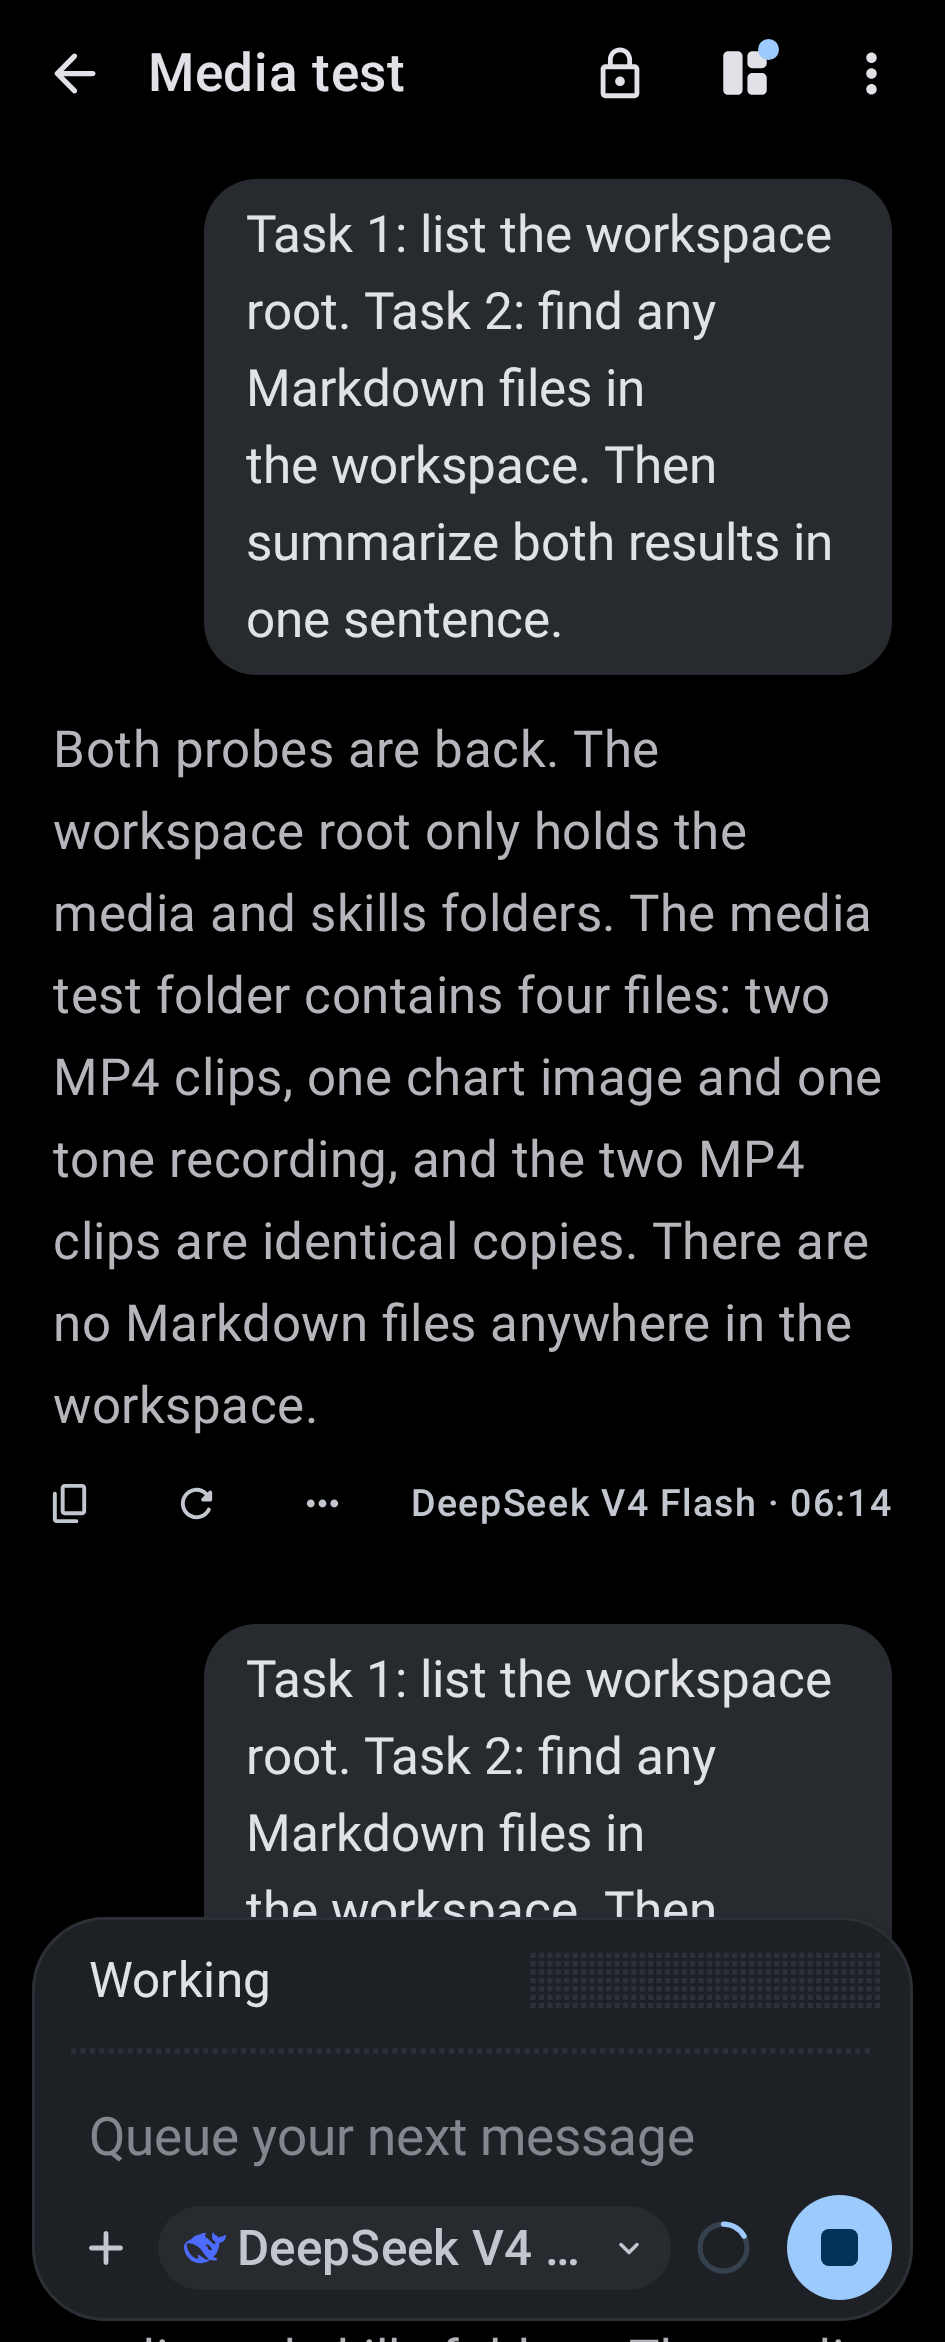 Media test
Task 1: list the workspace
root. Task 2: find any
Markdown files in
the workspace. Then
summarize both results in
one sentence.
Both probes are back. The
workspace root only holds the
media and skills folders. The media
test folder contains four files: two
MP4 clips, one chart image and one
tone recording, and the two MP4
clips are identical copies. There are
no Markdown files anywhere in the
workspace.
DeepSeek V4 Flash · 06:14
Task 1: list the workspace
root. Task 2: find any
Markdown files in
the workspace. Then
Working
Queue your next message
DeepSeek V4 ...